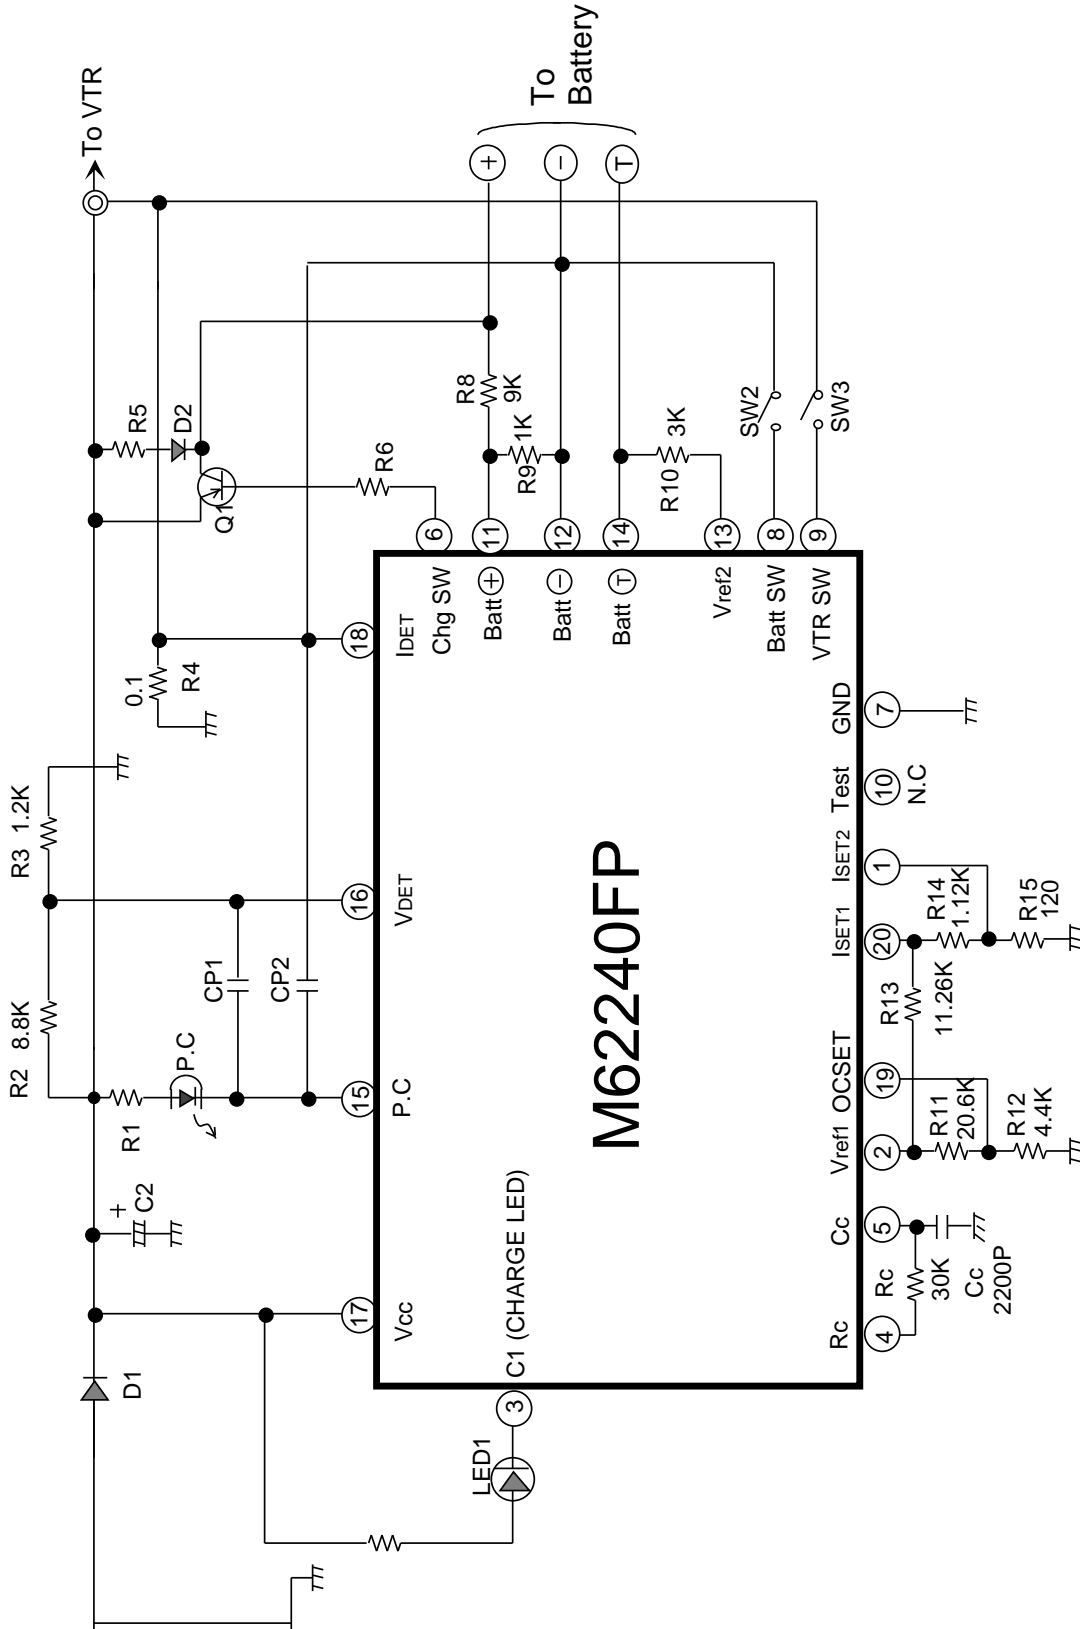 To VTR
To
Battery
+
−
T
R5
D2
Q1
R6
R8
9K
1K
R9
R10
3K
SW2
SW3
0.1
R4
R3 1.2K
R2 8.8K
CP1
CP2
P.C
R1
+
C2
D1
LED1
18
16
15
17
6
11
12
14
13
8
9
3
IDET
VDET
P.C
Vcc
Chg SW
Batt +
Batt −
Batt T
Vref2
Batt SW
VTR SW
C1 (CHARGE LED)
M62240FP
GND
Test
ISET2
ISET1
OCSET
Vref1
Cc
Rc
7
10
N.C
1
20
19
2
5
4
R14
1.12K
R15
120
R13
11.26K
R11
20.6K
R12
4.4K
Rc
30K
Cc
2200P